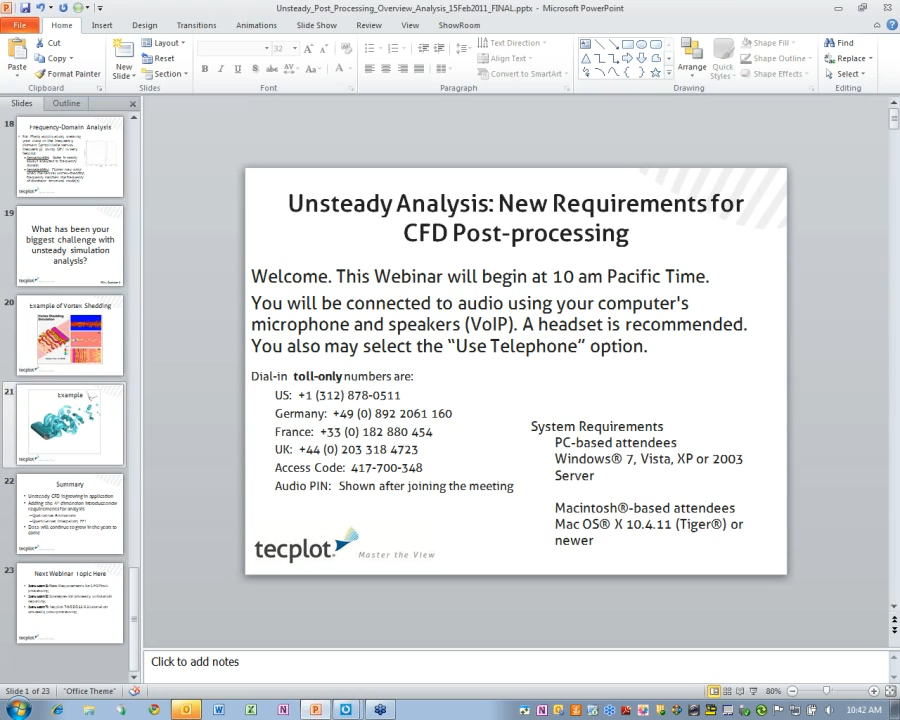 Unsteady_Post_Processing_Overview_Analysis_15Feb2011_FINAL.pptx - Microsoft PowerPoint
File Home Insert Design Transitions Animations Slide Show Review View ShowRoom
Paste
Cut
Copy
Format Painter
Clipboard
New Slide
Layout
Reset
Section
Slides
32
Font
Paragraph
Text Direction
Align Text
Convert to SmartArt
Arrange
Quick Styles
Shape Fill
Shape Outline
Shape Effects
Drawing
Find
Replace
Select
Editing
Slides Outline
18
Frequency-Domain Analysis
tecplot
19
What has been your
biggest challenge with
unsteady simulation
analysis?
tecplot
20
Example of Vortex Shedding
tecplot
21
Example
tecplot
22
Summary
tecplot
23
Next Webinar Topic Here
tecplot
Unsteady Analysis: New Requirements for
CFD Post-processing
Welcome. This Webinar will begin at 10 am Pacific Time.
You will be connected to audio using your computer's
microphone and speakers (VoIP). A headset is recommended.
You also may select the “Use Telephone” option.
Dial-in toll-only numbers are:
US: +1 (312) 878-0511
Germany: +49 (0) 892 2061 160
France: +33 (0) 182 880 454
UK: +44 (0) 203 318 4723
Access Code: 417-700-348
Audio PIN: Shown after joining the meeting
System Requirements
PC-based attendees
Windows® 7, Vista, XP or 2003
Server
Macintosh®-based attendees
Mac OS® X 10.4.11 (Tiger®) or
newer
tecplot Master the View
Click to add notes
Slide 1 of 23 "Office Theme" 80%
10:42 AM